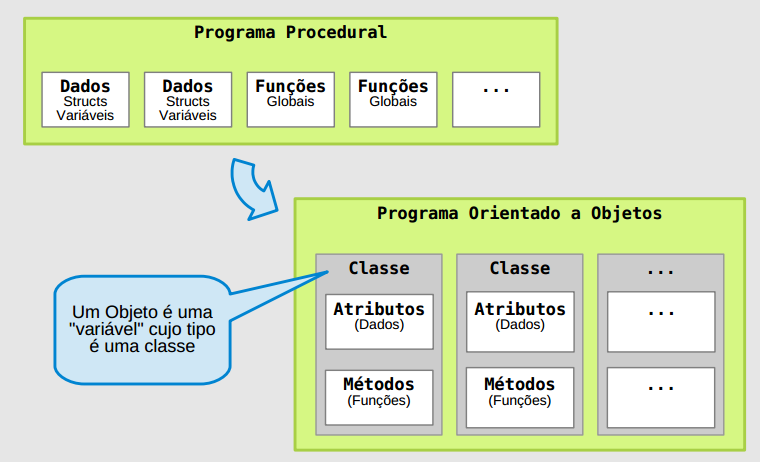 Programa Procedural
Dados
Structs
Variáveis
Dados
Structs
Variáveis
Funções
Globais
Funções
Globais
...
Programa Orientado a Objetos
Um Objeto é uma
"variável" cujo tipo
é uma classe
Classe
Atributos
(Dados)
Métodos
(Funções)
Classe
Atributos
(Dados)
Métodos
(Funções)
...
...
...